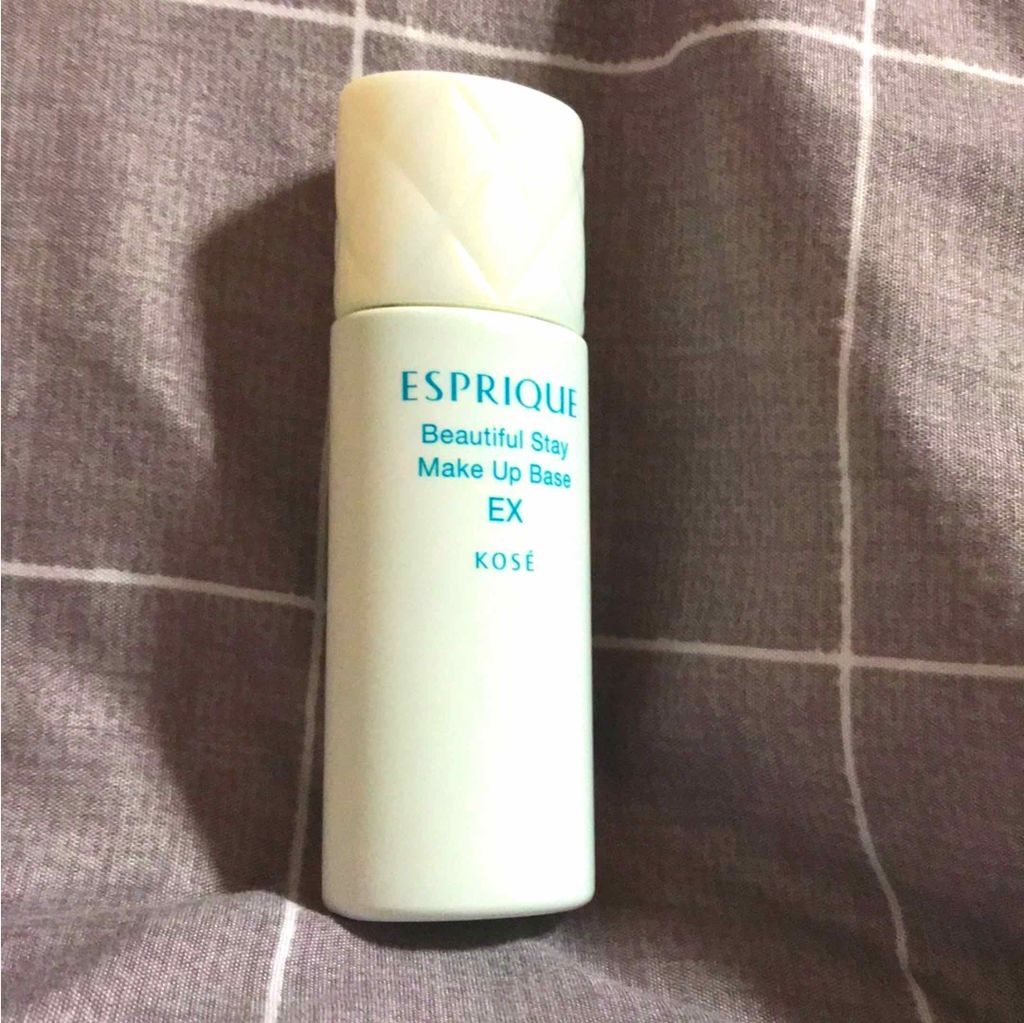 ESPRIQUE
Beautiful Stay
Make Up Base
EX
KOSÉ